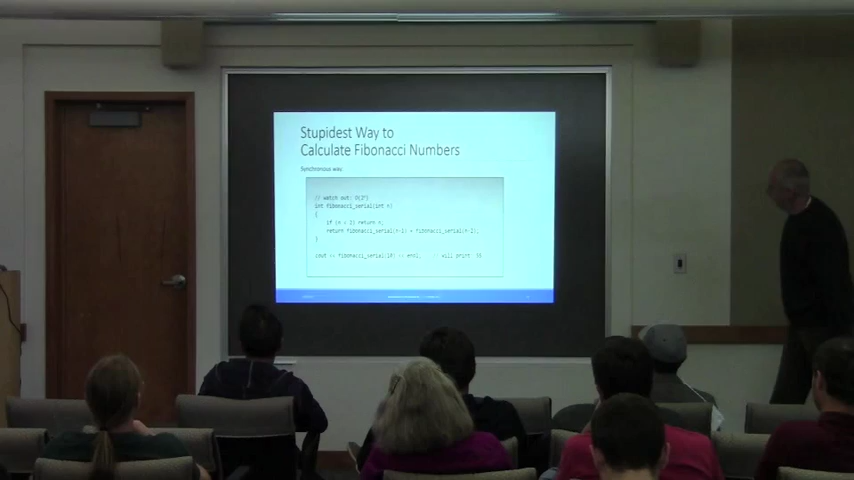 Stupidest Way to
Calculate Fibonacci Numbers
Synchronous way:
// watch out! O(2ⁿ)
int fibonacci_serial(int n)
{
if (n < 2) return n;
return fibonacci_serial(n-1) + fibonacci_serial(n-2);
}
cout << fibonacci_serial(10) << endl; // will print: 55